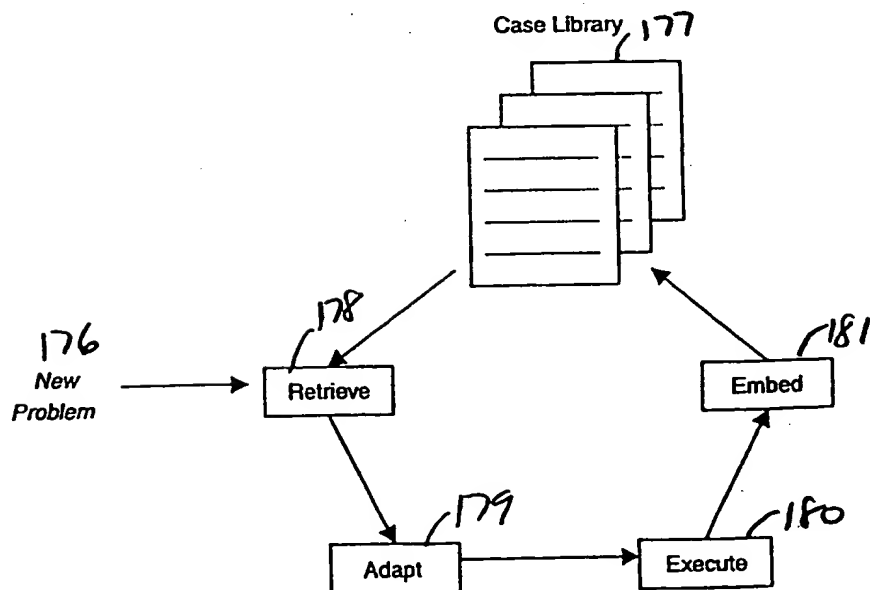 Case Library
177
178
176
New
Problem
Retrieve
181
Embed
179
Adapt
180
Execute